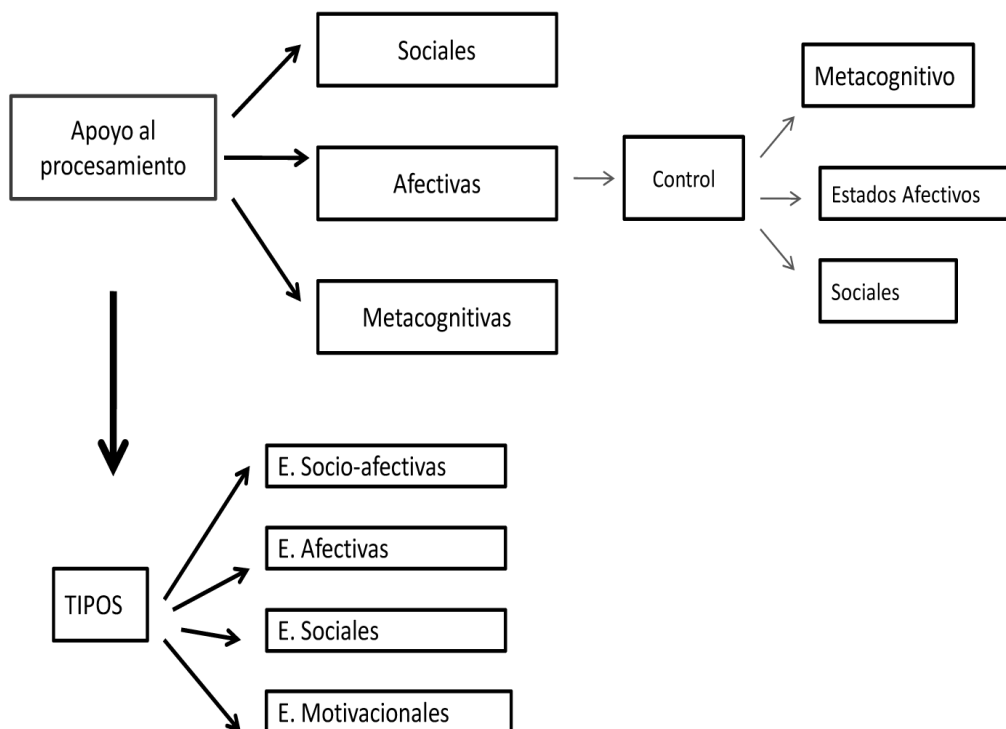 Apoyo al
procesamiento
Sociales
Afectivas
Metacognitivas
Control
Metacognitivo
Estados Afectivos
Sociales
TIPOS
E. Socio-afectivas
E. Afectivas
E. Sociales
E. Motivacionales